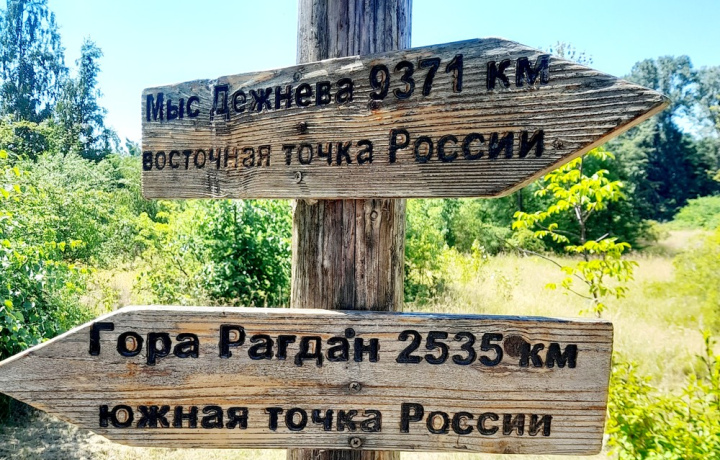 Мыс Дежнева 9371 км
восточная точка России
Гора Рагдан 2535 км
южная точка России